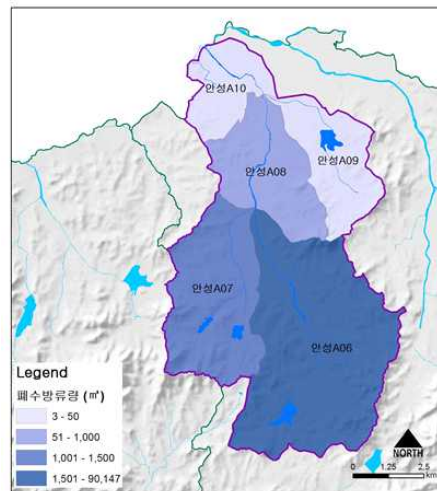 안성A10
안성A09
안성A08
안성A07
안성A06
Legend
폐수방류량 (㎥)
3 - 50
51 - 1,000
1,001 - 1,500
1,501 - 90,147
NORTH
0 1.25 2.5
km